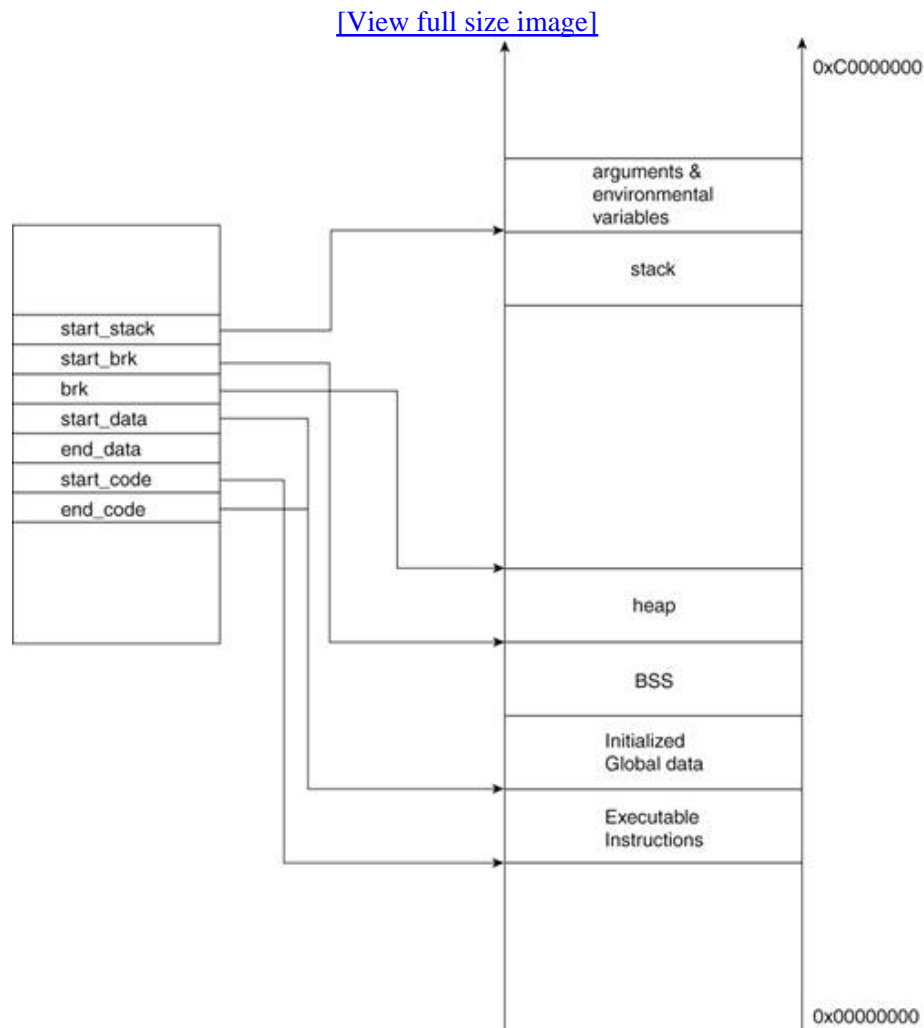 [View full size image]
0xC0000000
arguments &
environmental
variables
stack
start_stack
start_brk
brk
start_data
end_data
start_code
end_code
heap
BSS
Initialized
Global data
Executable
Instructions
0x00000000